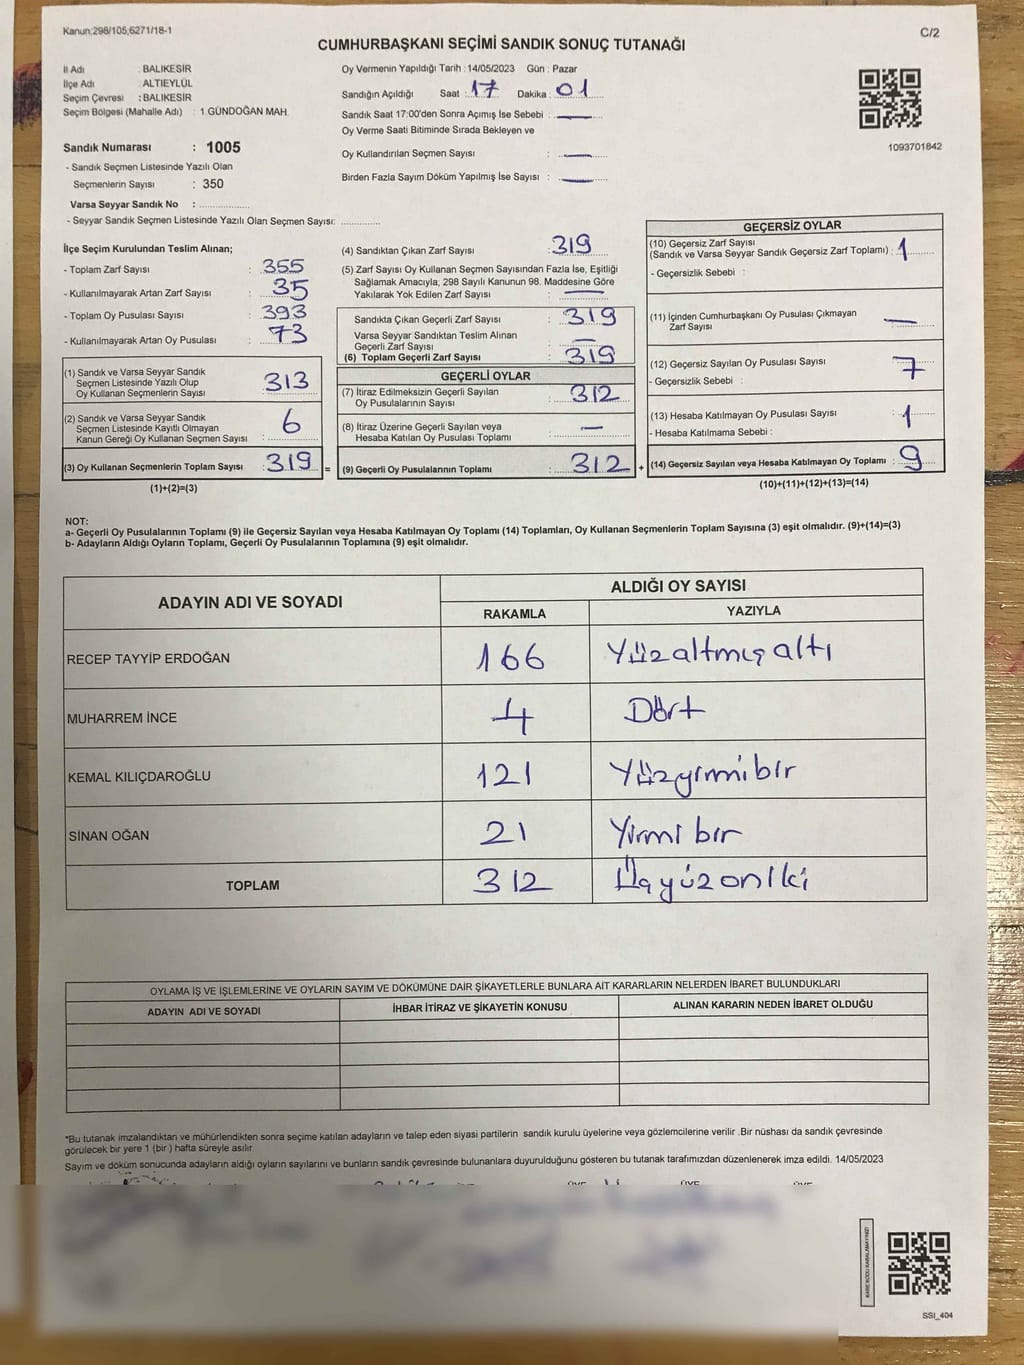 Kanun:298/105,6271/18-1
C/2
CUMHURBAŞKANI SEÇİMİ SANDIK SONUÇ TUTANAĞI
İl Adı : BALIKESİR
İlçe Adı : ALTIEYLÜL
Seçim Çevresi : BALIKESİR
Seçim Bölgesi (Mahalle Adı) : 1.GÜNDOĞAN MAH.
Sandık Numarası : 1005
- Sandık Seçmen Listesinde Yazılı Olan
Seçmenlerin Sayısı : 350
Varsa Seyyar Sandık No :
- Seyyar Sandık Seçmen Listesinde Yazılı Olan Seçmen Sayısı:
Oy Vermenin Yapıldığı Tarih : 14/05/2023 Gün : Pazar
Sandığın Açıldığı Saat : 17 Dakika : 01
Sandık Saat 17:00'den Sonra Açımış İse Sebebi : —
Oy Verme Saati Bitiminde Sırada Bekleyen ve
Oy Kullandırılan Seçmen Sayısı : —
Birden Fazla Sayım Döküm Yapılmış İse Sayısı : —
1093701842
İlçe Seçim Kurulundan Teslim Alınan;
- Toplam Zarf Sayısı : 355
- Kullanılmayarak Artan Zarf Sayısı : 35
- Toplam Oy Pusulası Sayısı : 393
- Kullanılmayarak Artan Oy Pusulası : 73
(1) Sandık ve Varsa Seyyar Sandık
Seçmen Listesinde Yazılı Olup
Oy Kullanan Seçmenlerin Sayısı : 313
(2) Sandık ve Varsa Seyyar Sandık
Seçmen Listesinde Kayıtlı Olmayan
Kanun Gereği Oy Kullanan Seçmen Sayısı : 6
(3) Oy Kullanan Seçmenlerin Toplam Sayısı : 319 =
(1)+(2)=(3)
(4) Sandıktan Çıkan Zarf Sayısı : 319
(5) Zarf Sayısı Oy Kullanan Seçmen Sayısından Fazla İse, Eşitliği
Sağlamak Amacıyla, 298 Sayılı Kanunun 98. Maddesine Göre
Yakılarak Yok Edilen Zarf Sayısı : —
Sandıkta Çıkan Geçerli Zarf Sayısı : 319
Varsa Seyyar Sandıktan Teslim Alınan
Geçerli Zarf Sayısı : —
(6) Toplam Geçerli Zarf Sayısı : 319
GEÇERLİ OYLAR
(7) İtiraz Edilmeksizin Geçerli Sayılan
Oy Pusulalarının Sayısı : 312
(8) İtiraz Üzerine Geçerli Sayılan veya
Hesaba Katılan Oy Pusulası Toplamı : —
(9) Geçerli Oy Pusulalarının Toplamı : 312 +
GEÇERSİZ OYLAR
(10) Geçersiz Zarf Sayısı
(Sandık ve Varsa Seyyar Sandık Geçersiz Zarf Toplamı) : 1
- Geçersizlik Sebebi :
(11) İçinden Cumhurbaşkanı Oy Pusulası Çıkmayan
Zarf Sayısı : —
(12) Geçersiz Sayılan Oy Pusulası Sayısı : 7
- Geçersizlik Sebebi :
(13) Hesaba Katılmayan Oy Pusulası Sayısı : 1
- Hesaba Katılmama Sebebi :
(14) Geçersiz Sayılan veya Hesaba Katılmayan Oy Toplamı : 9
(10)+(11)+(12)+(13)=(14)
NOT:
a- Geçerli Oy Pusulalarının Toplamı (9) ile Geçersiz Sayılan veya Hesaba Katılmayan Oy Toplamı (14) Toplamları, Oy Kullanan Seçmenlerin Toplam Sayısına (3) eşit olmalıdır. (9)+(14)=(3)
b- Adayların Aldığı Oyların Toplamı, Geçerli Oy Pusulalarının Toplamına (9) eşit olmalıdır.
ADAYIN ADI VE SOYADI
ALDIĞI OY SAYISI
RAKAMLA YAZIYLA
RECEP TAYYİP ERDOĞAN 166 Yüzaltmışaltı
MUHARREM İNCE 4 Dört
KEMAL KILIÇDAROĞLU 121 Yüzyirmibir
SİNAN OĞAN 21 Yirmi bir
TOPLAM 312 Üçyüzoniki
OYLAMA İŞ VE İŞLEMLERİNE VE OYLARIN SAYIM VE DÖKÜMÜNE DAİR ŞİKAYETLERLE BUNLARA AİT KARARLARIN NELERDEN İBARET BULUNDUKLARI
ADAYIN ADI VE SOYADI İHBAR İTİRAZ VE ŞİKAYETİN KONUSU ALINAN KARARIN NEDEN İBARET OLDUĞU
*Bu tutanak imzalandıktan ve mühürlendikten sonra seçime katılan adayların ve talep eden siyasi partilerin sandık kurulu üyelerine veya gözlemcilerine verilir .Bir nüshası da sandık çevresinde
görülecek bir yere 1 (bir ) hafta süreyle asılır.
Sayım ve döküm sonucunda adayların aldığı oyların sayılarını ve bunların sandık çevresinde bulunanlara duyurulduğunu gösteren bu tutanak tarafımızdan düzenlenerek imza edildi. 14/05/2023
KARE KODU KARALAMAYINIZ!
SSI_404